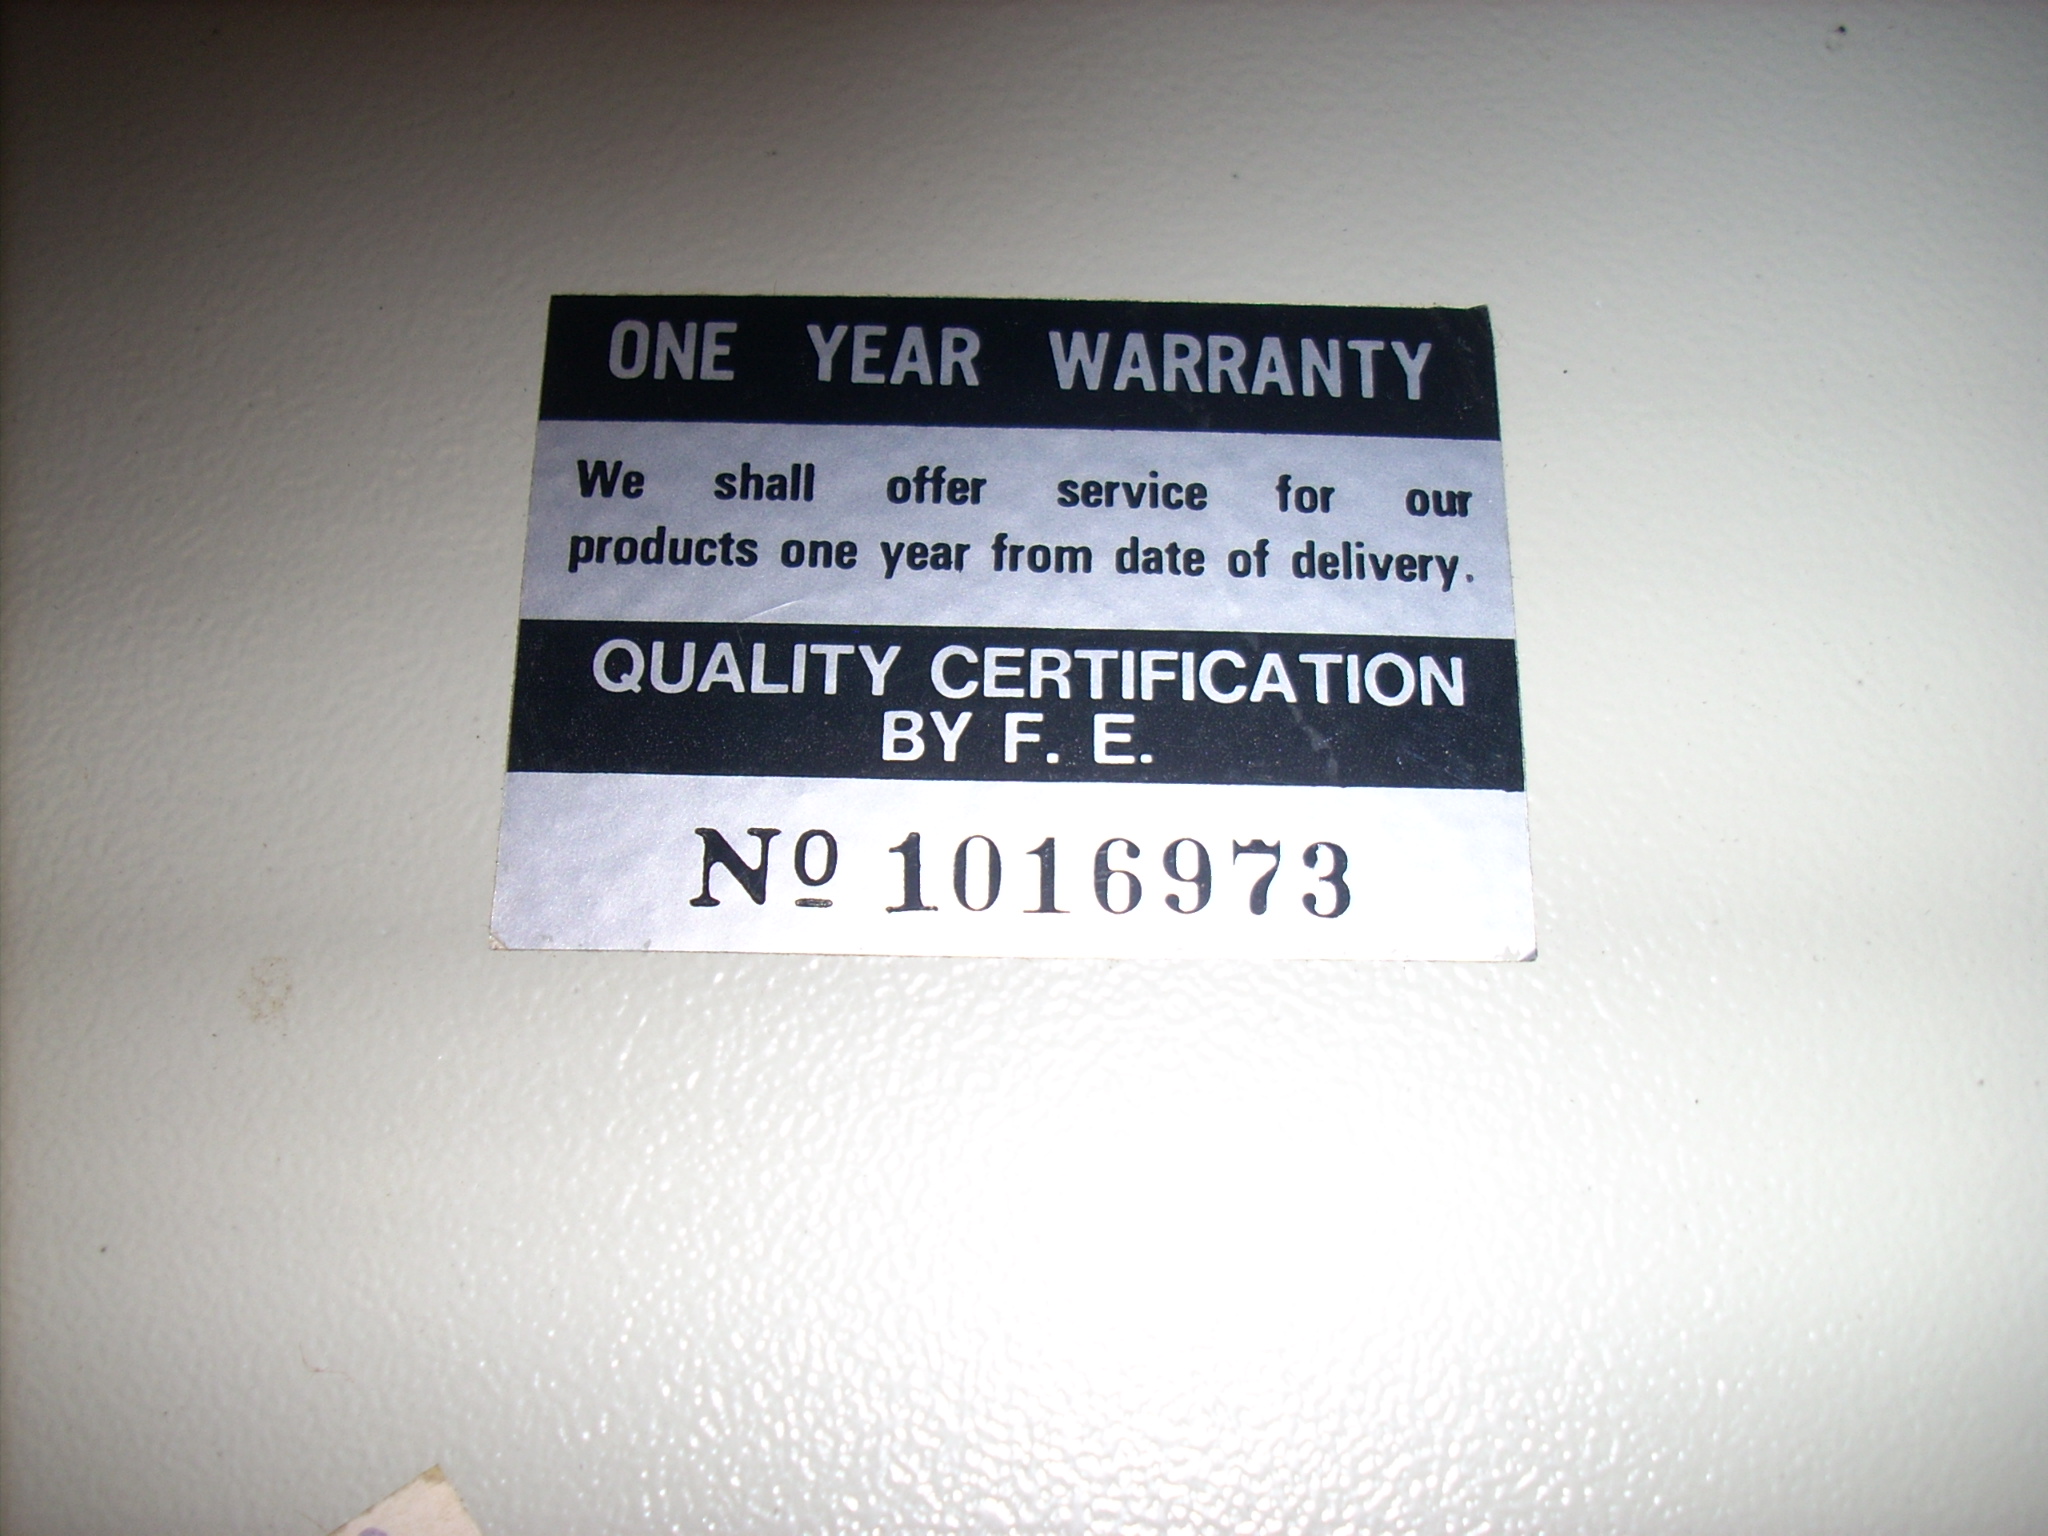 ONE YEAR WARRANTY
We shall offer service for our
products one year from date of delivery.
QUALITY CERTIFICATION
BY F. E.
Nº 1016973